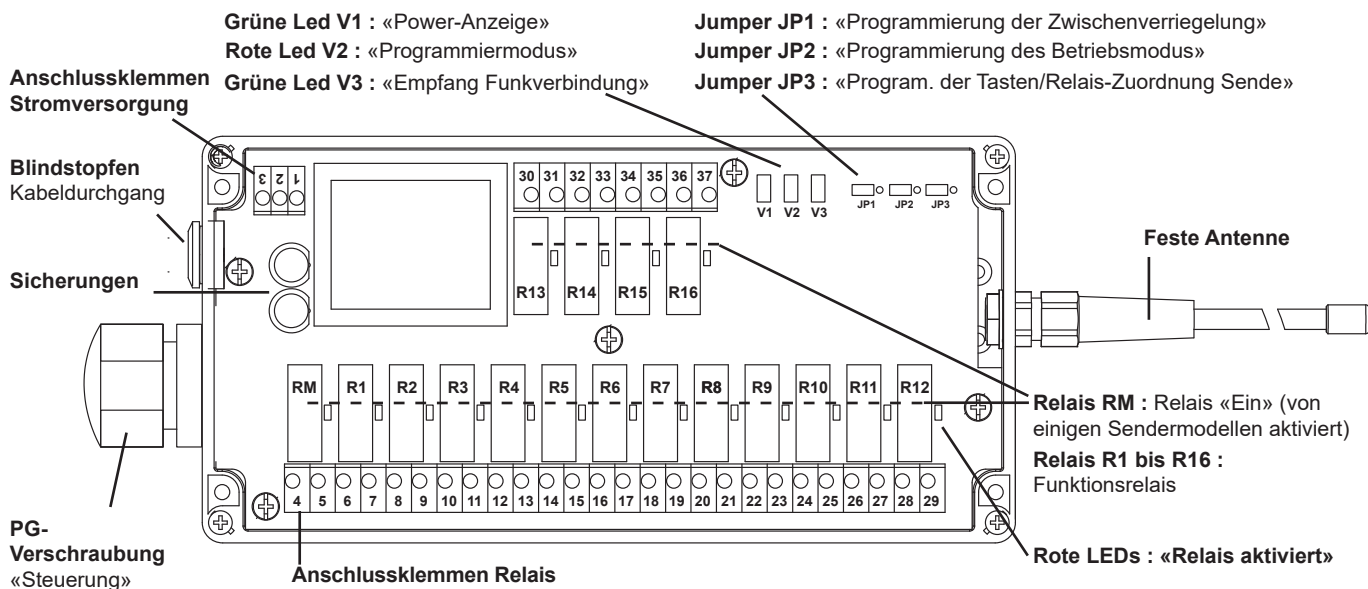 Grüne Led V1 : «Power-Anzeige»
Rote Led V2 : «Programmiermodus»
Grüne Led V3 : «Empfang Funkverbindung»
Jumper JP1 : «Programmierung der Zwischenverriegelung»
Jumper JP2 : «Programmierung des Betriebsmodus»
Jumper JP3 : «Program. der Tasten/Relais-Zuordnung Sende»
Anschlussklemmen
Stromversorgung
Blindstopfen
Kabeldurchgang
Sicherungen
PG-
Verschraubung
«Steuerung»
3 2 1
30 31 32 33 34 35 36 37
V1 V2 V3
JP1 JP2 JP3
R13 R14 R15 R16
RM R1 R2 R3 R4 R5 R6 R7 R8 R9 R10 R11 R12
4 5 6 7 8 9 10 11 12 13 14 15 16 17 18 19 20 21 22 23 24 25 26 27 28 29
Anschlussklemmen Relais
Feste Antenne
Relais RM : Relais «Ein» (von
einigen Sendermodellen aktiviert)
Relais R1 bis R16 :
Funktionsrelais
Rote LEDs : «Relais aktiviert»